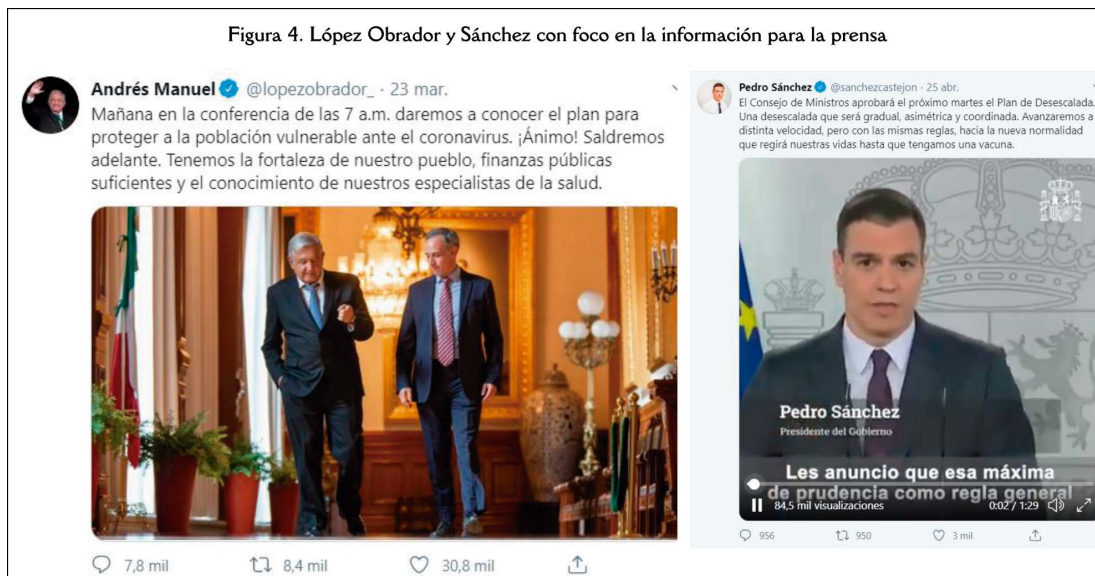 Figura 4. López Obrador y Sánchez con foco en la información para la prensa
Andrés Manuel @lopezobrador_ · 23 mar.
Mañana en la conferencia de las 7 a.m. daremos a conocer el plan para
proteger a la población vulnerable ante el coronavirus. ¡Ánimo! Saldremos
adelante. Tenemos la fortaleza de nuestro pueblo, finanzas públicas
suficientes y el conocimiento de nuestros especialistas de la salud.
7,8 mil 8,4 mil 30,8 mil
Pedro Sánchez @sanchezcastejon · 25 abr.
El Consejo de Ministros aprobará el próximo martes el Plan de Desescalada.
Una desescalada que será gradual, asimétrica y coordinada. Avanzaremos a
distinta velocidad, pero con las mismas reglas, hacia la nueva normalidad
que regirá nuestras vidas hasta que tengamos una vacuna.
Pedro Sánchez
Presidente del Gobierno
Les anuncio que esa máxima
de prudencia como regla general
84,5 mil visualizaciones 0:02 / 1:29
956 950 3 mil